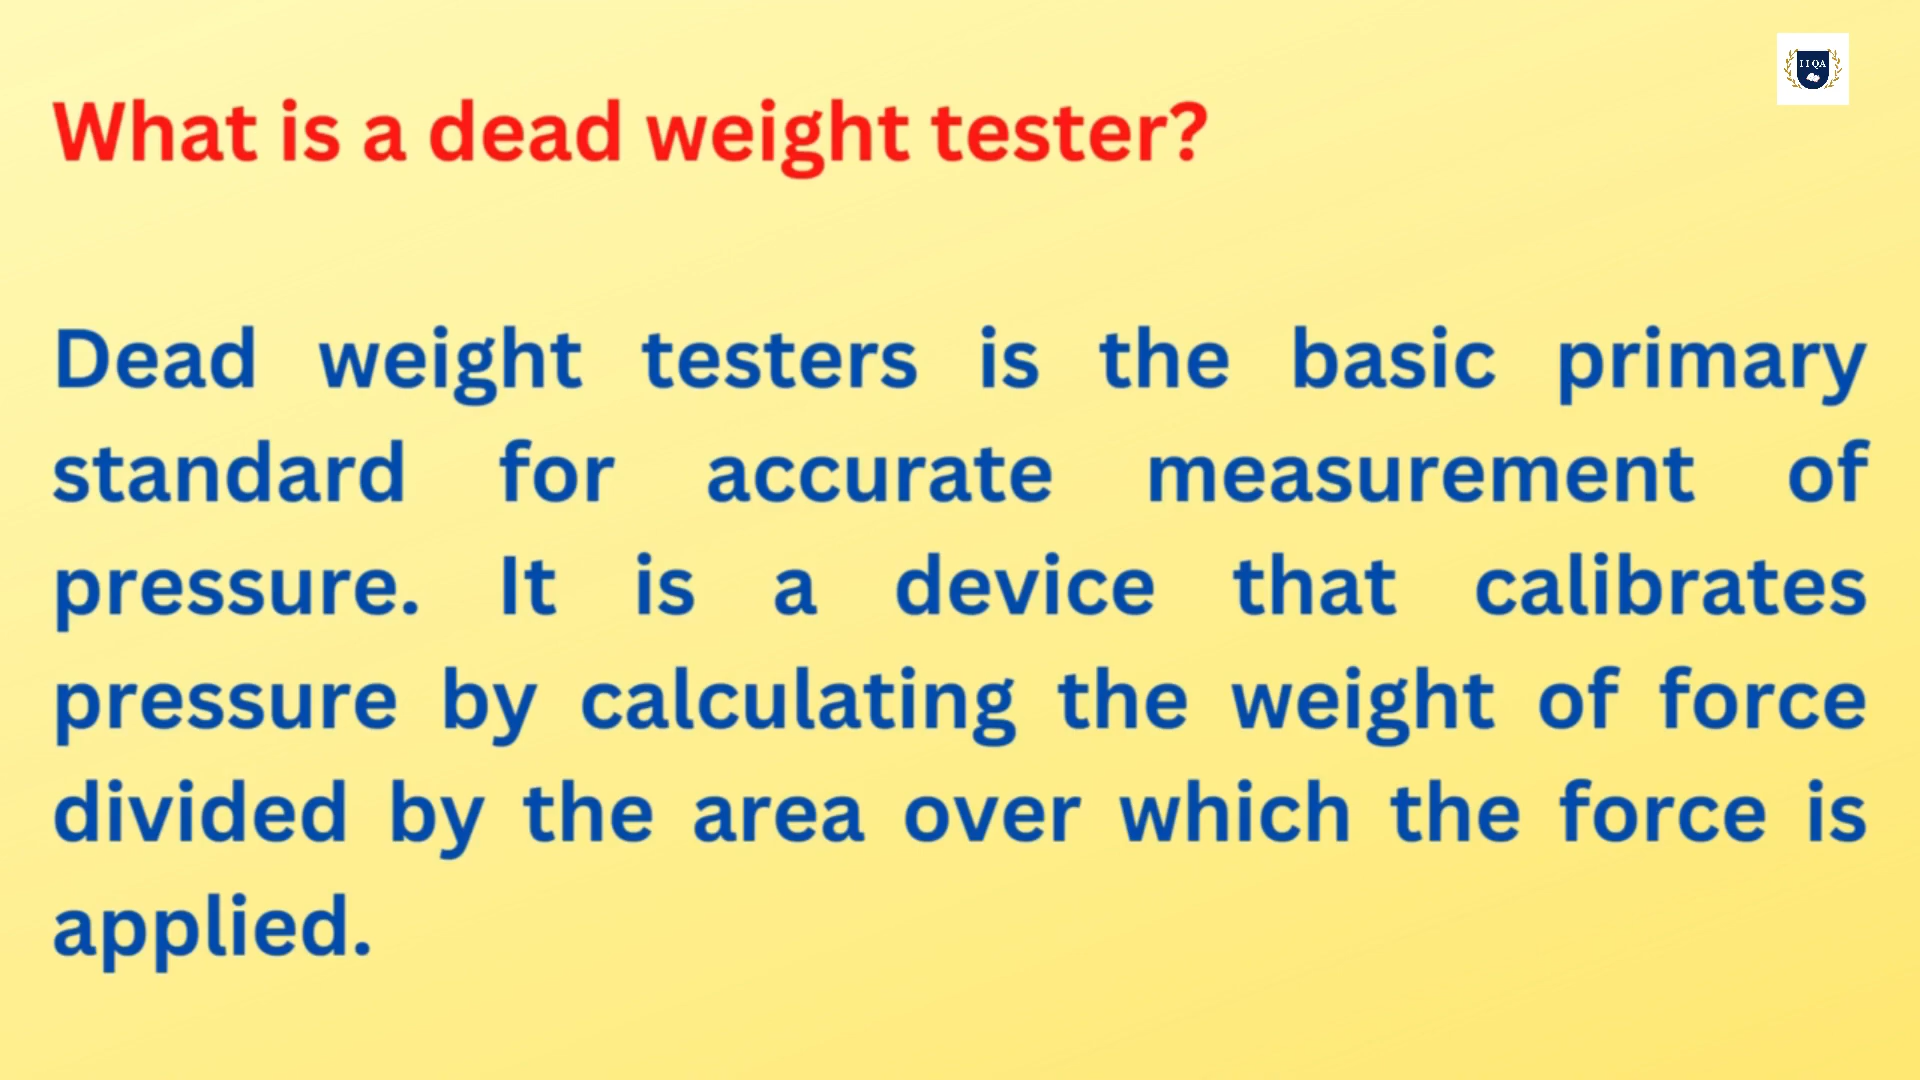 IIQA
What is a dead weight tester?
Dead weight testers is the basic primary
standard for accurate measurement of
pressure. It is a device that calibrates
pressure by calculating the weight of force
divided by the area over which the force is
applied.